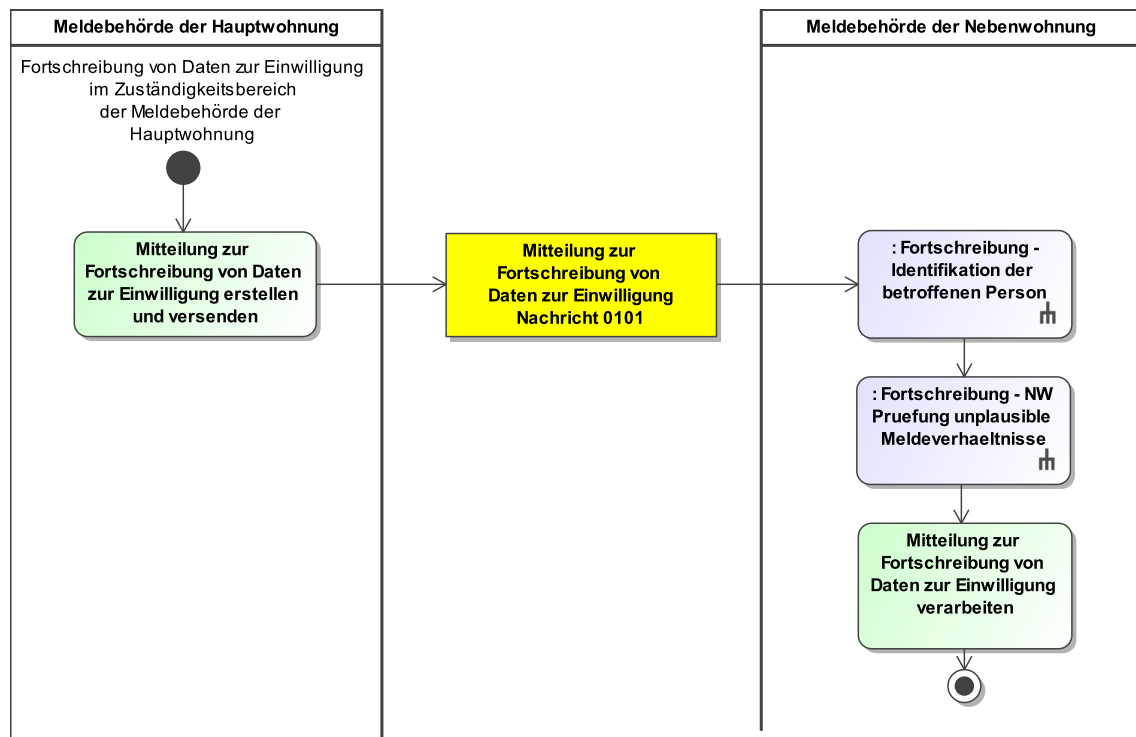 Meldebehörde der Hauptwohnung
Fortschreibung von Daten zur Einwilligung
im Zuständigkeitsbereich
der Meldebehörde der
Hauptwohnung
Mitteilung zur
Fortschreibung von Daten
zur Einwilligung erstellen
und versenden
Mitteilung zur
Fortschreibung von
Daten zur Einwilligung
Nachricht 0101
Meldebehörde der Nebenwohnung
: Fortschreibung -
Identifikation der
betroffenen Person
: Fortschreibung - NW
Pruefung unplausible
Meldeverhaeltnisse
Mitteilung zur
Fortschreibung von
Daten zur Einwilligung
verarbeiten